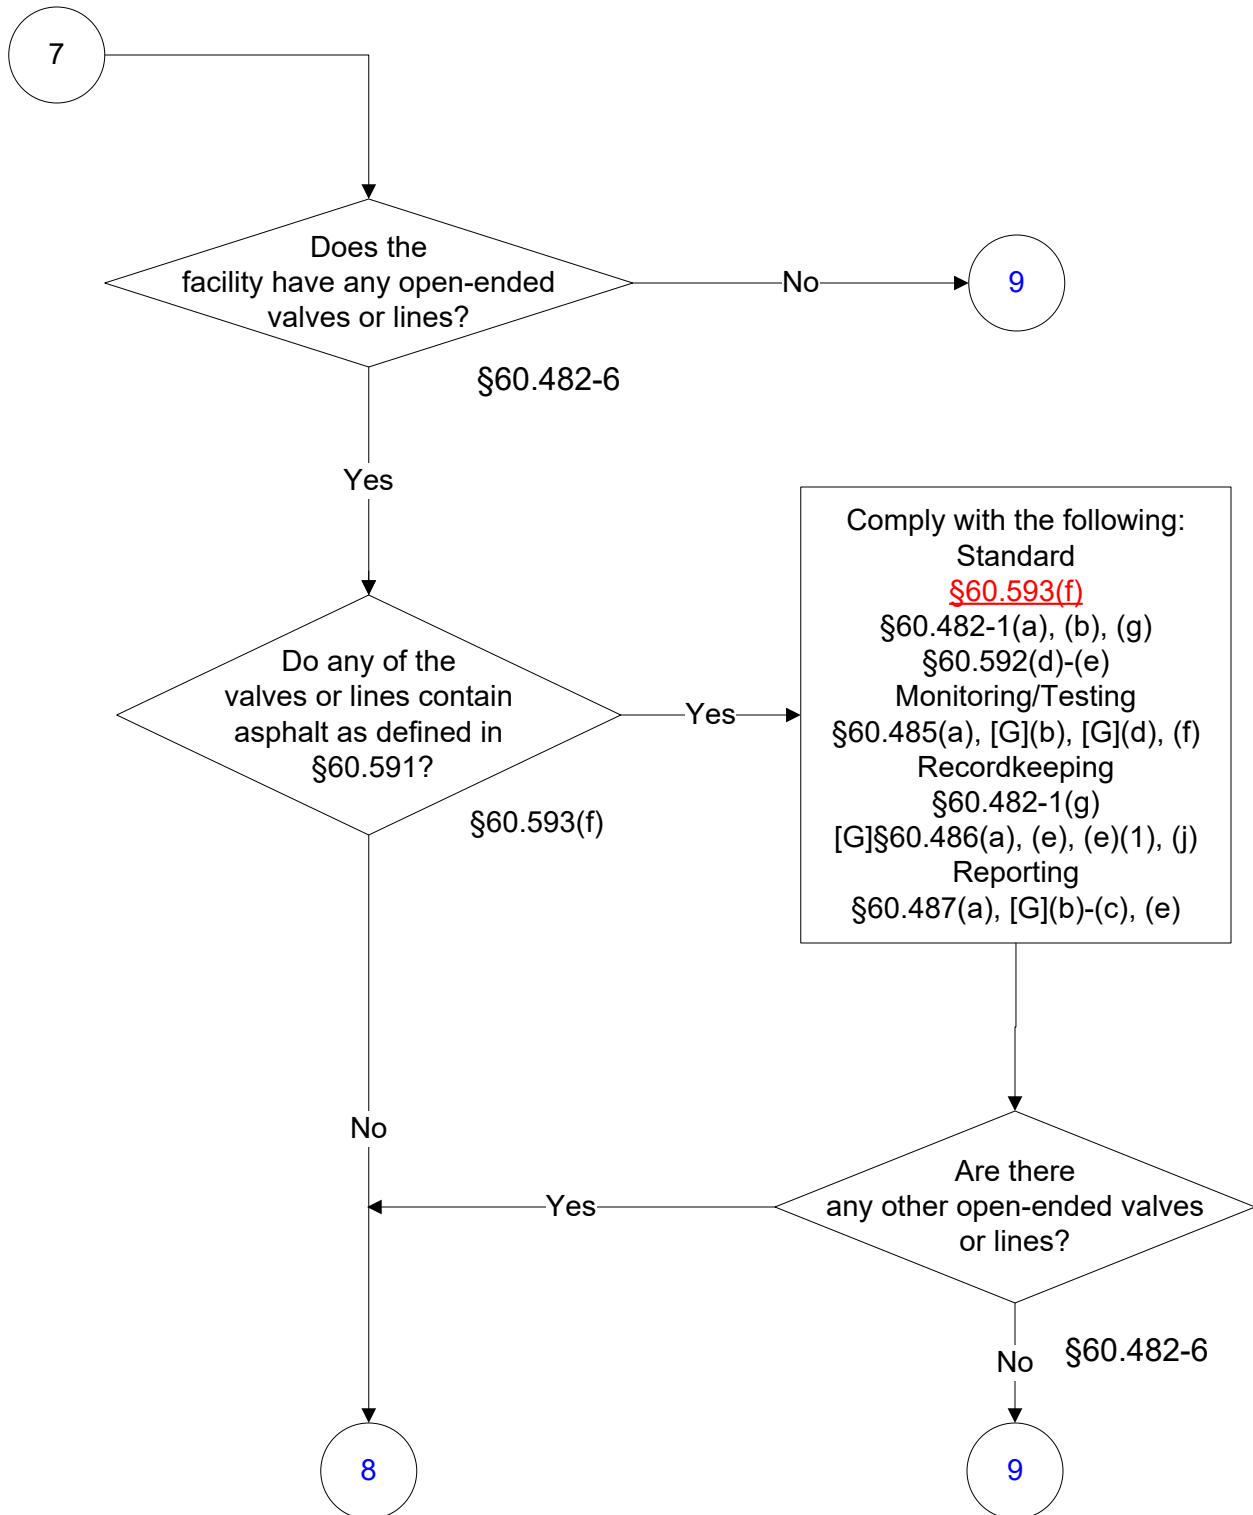 7
Does the
facility have any open-ended
valves or lines?
No
9
§60.482-6
Yes
Do any of the
valves or lines contain
asphalt as defined in
§60.591?
§60.593(f)
Yes
Comply with the following:
Standard
§60.593(f)
§60.482-1(a), (b), (g)
§60.592(d)-(e)
Monitoring/Testing
§60.485(a), [G](b), [G](d), (f)
Recordkeeping
§60.482-1(g)
[G]§60.486(a), (e), (e)(1), (j)
Reporting
§60.487(a), [G](b)-(c), (e)
No
Are there
any other open-ended valves
or lines?
Yes
§60.482-6
No
8
9